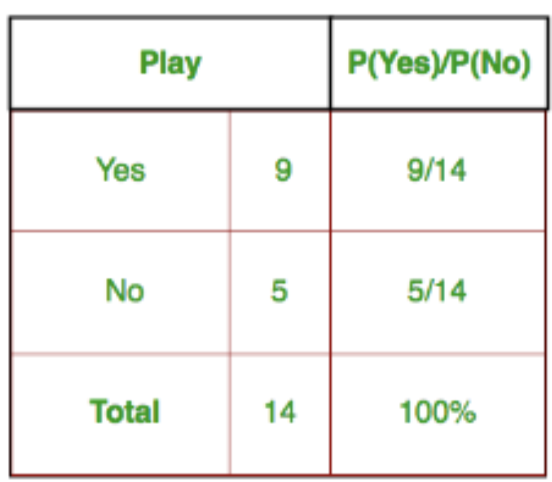 Play P(Yes)/P(No)
Yes 9 9/14
No 5 5/14
Total 14 100%